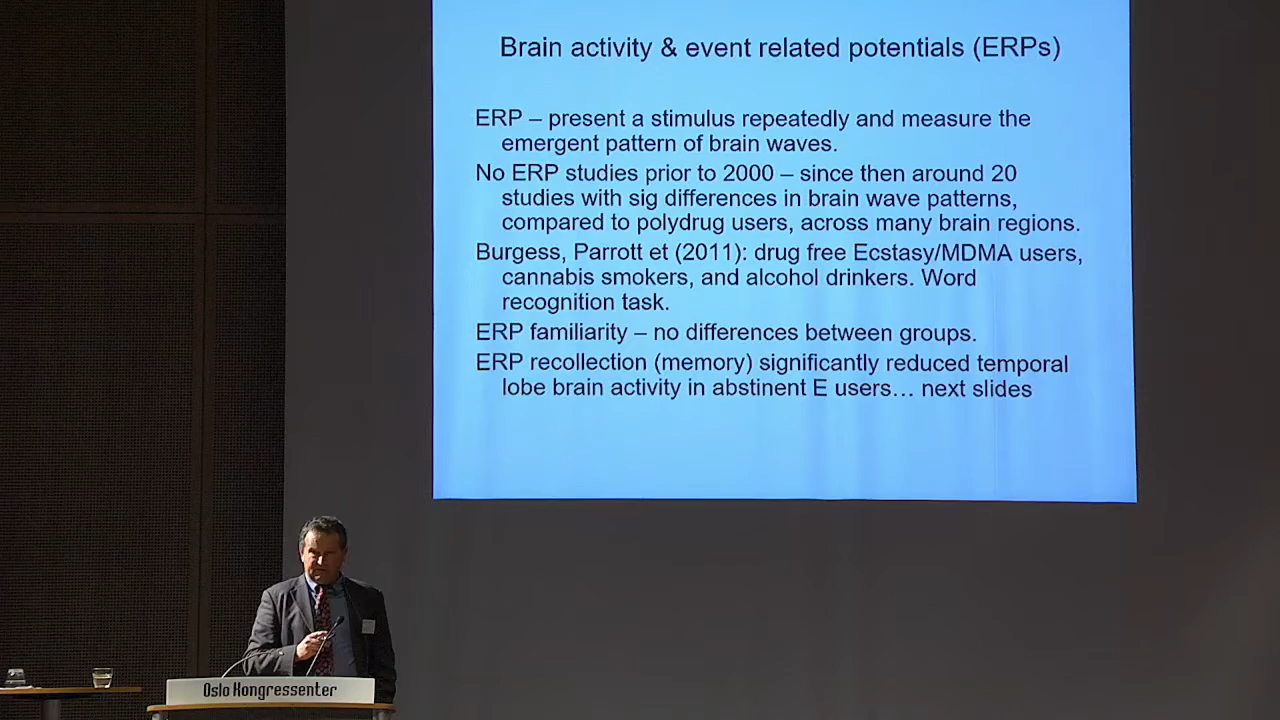 Brain activity & event related potentials (ERPs)
ERP – present a stimulus repeatedly and measure the
emergent pattern of brain waves.
No ERP studies prior to 2000 – since then around 20
studies with sig differences in brain wave patterns,
compared to polydrug users, across many brain regions.
Burgess, Parrott et (2011): drug free Ecstasy/MDMA users,
cannabis smokers, and alcohol drinkers. Word
recognition task.
ERP familiarity – no differences between groups.
ERP recollection (memory) significantly reduced temporal
lobe brain activity in abstinent E users… next slides
Oslo Kongressenter